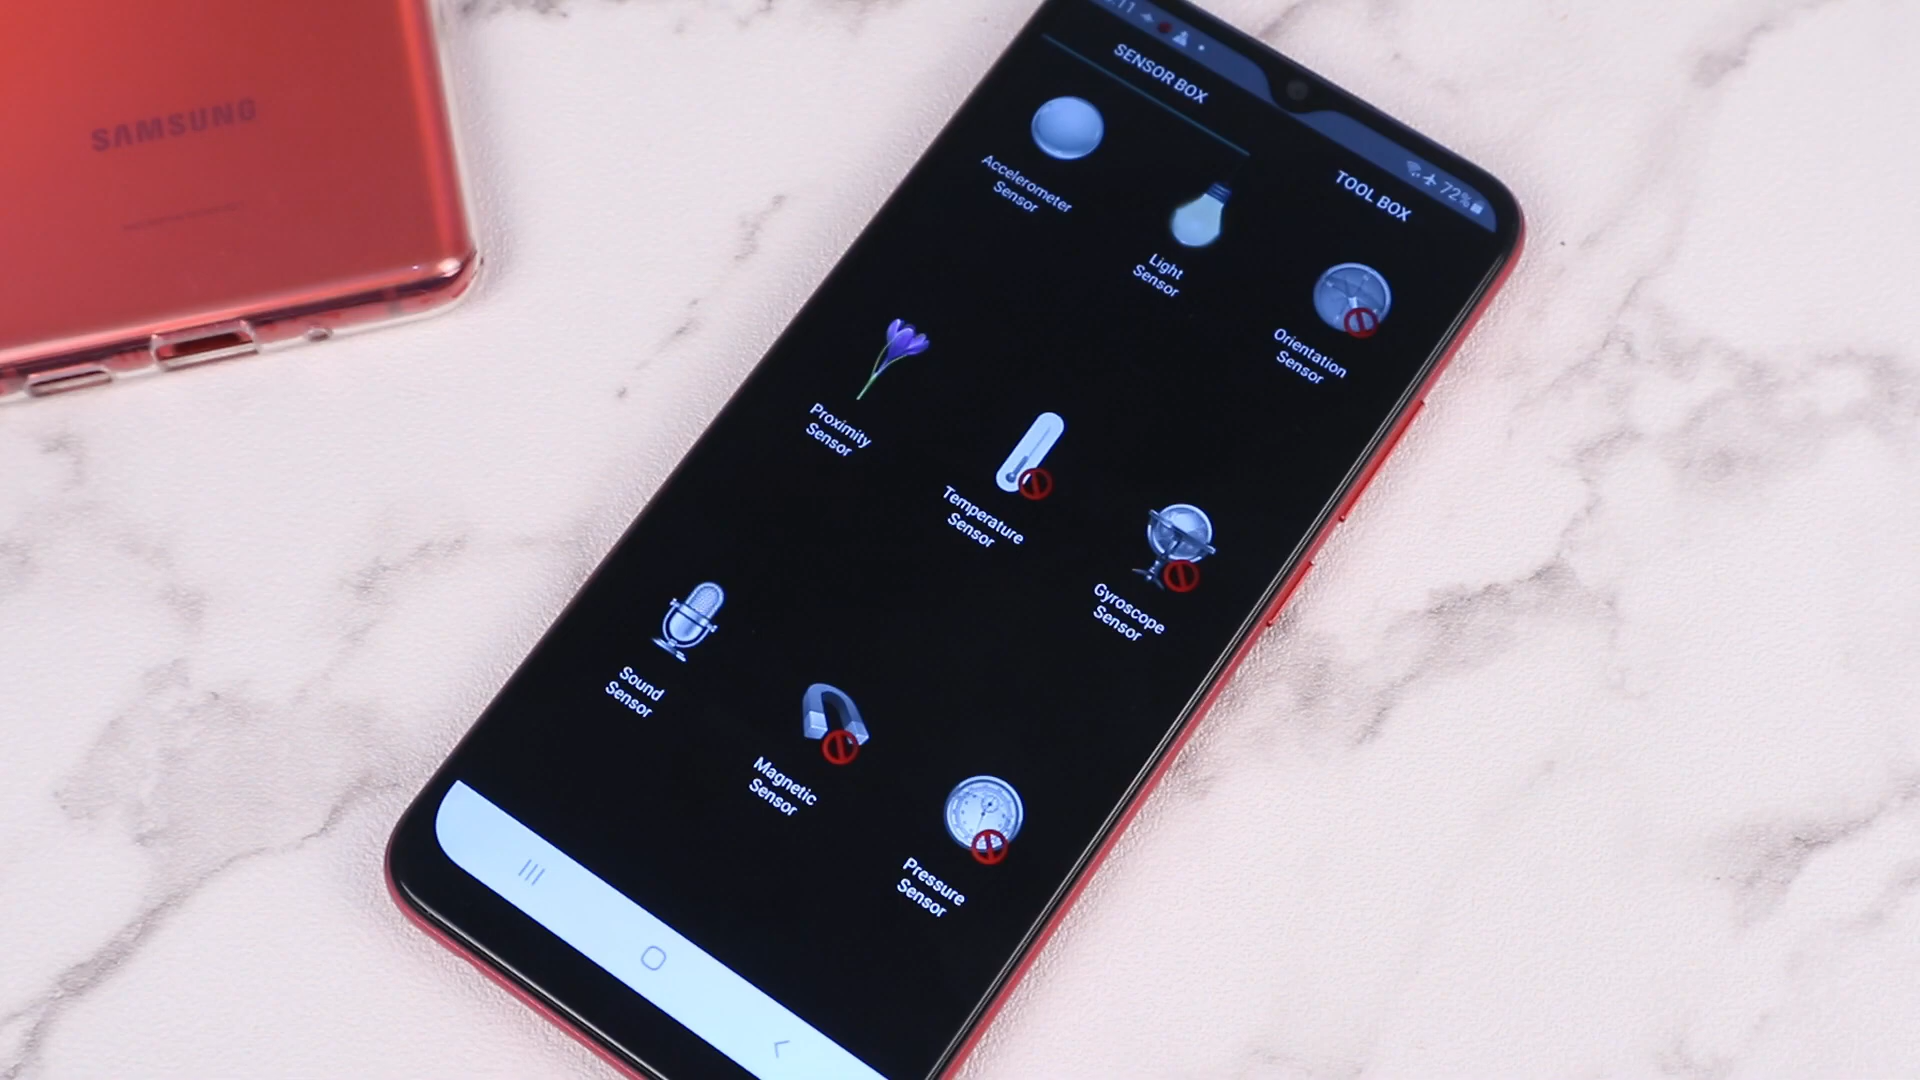 SAMSUNG
SENSOR BOX
TOOL BOX
72%
Accelerometer
Sensor
Light
Sensor
Orientation
Sensor
Proximity
Sensor
Temperature
Sensor
Gyroscope
Sensor
Sound
Sensor
Magnetic
Sensor
Pressure
Sensor